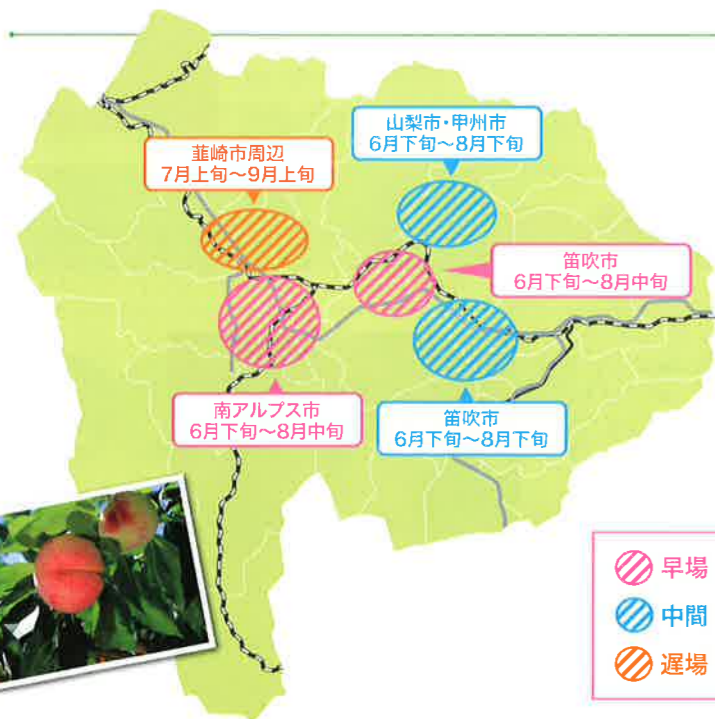 山梨市・甲州市
6月下旬～8月下旬
韮崎市周辺
7月上旬～9月上旬
笛吹市
6月下旬～8月中旬
南アルプス市
6月下旬～8月中旬
笛吹市
6月下旬～8月下旬
早場
中間
遅場